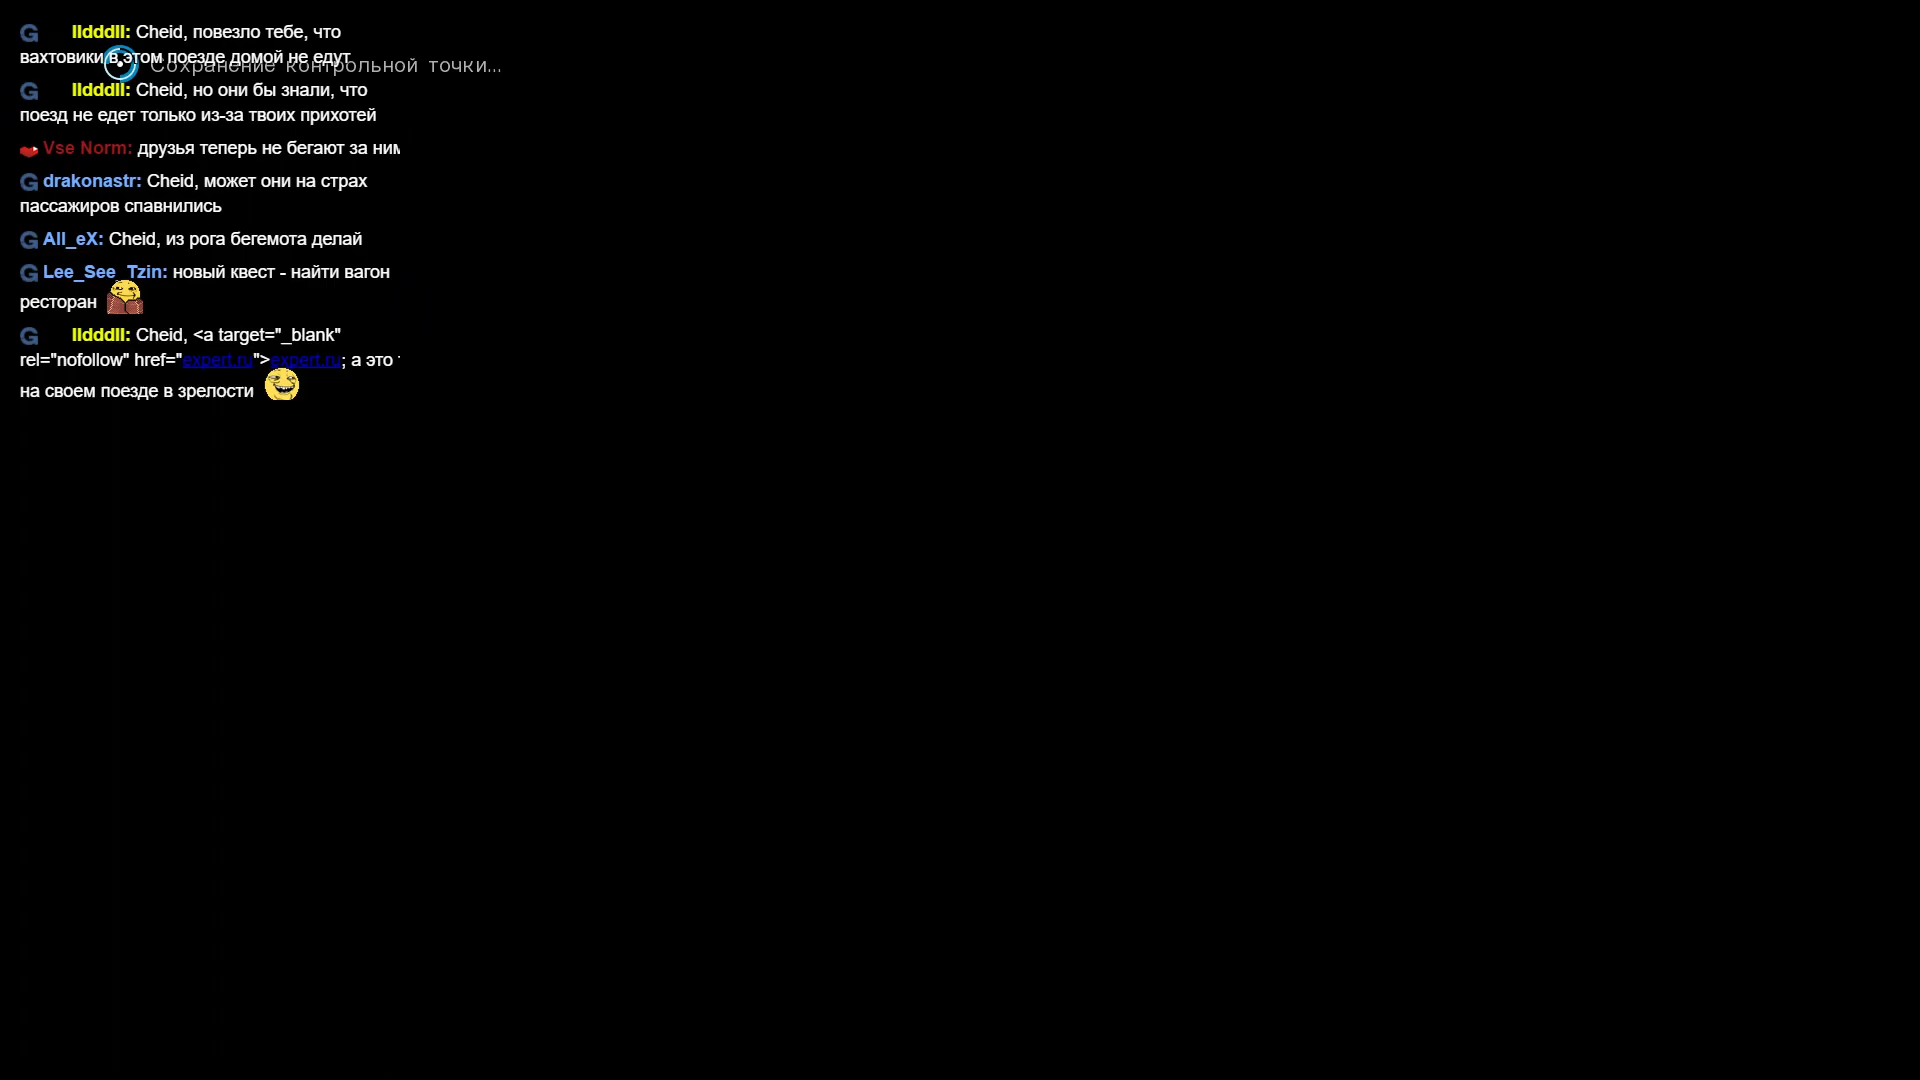 IIdddII: Cheid, повезло тебе, что
вахтовики в этом поезде домой не едут
Сохранение контрольной точки...
IIdddII: Cheid, но они бы знали, что
поезд не едет только из-за твоих прихотей
Vse Norm: друзья теперь не бегают за ним
drakonastr: Cheid, может они на страх
пассажиров спавнились
All_eX: Cheid, из рога бегемота делай
Lee_See_Tzin: новый квест - найти вагон
ресторан
IIdddII: Cheid, <a target="_blank"
rel="nofollow" href="expert.ru">expert.ru; а это
на своем поезде в зрелости